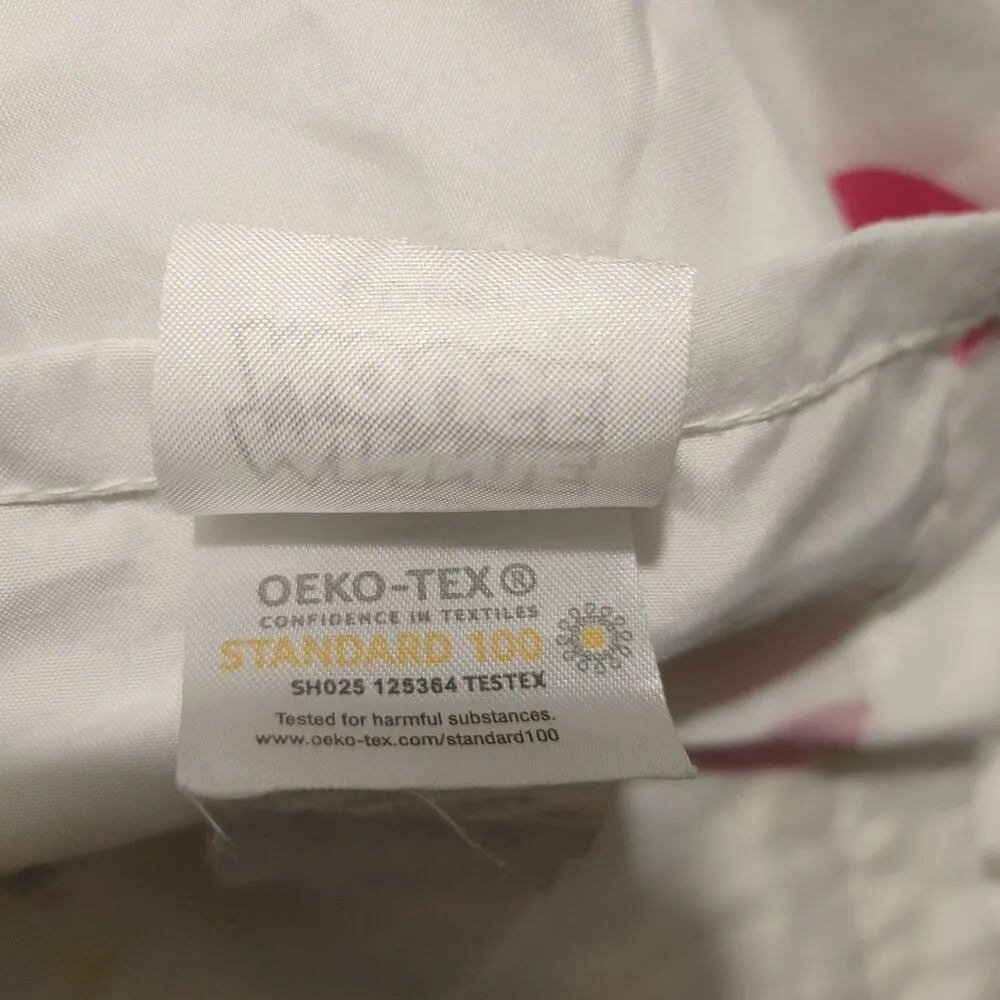 OEKO-TEX®
CONFIDENCE IN TEXTILES
STANDARD 100
SH025 125364 TESTEX
Tested for harmful substances.
www.oeko-tex.com/standard100